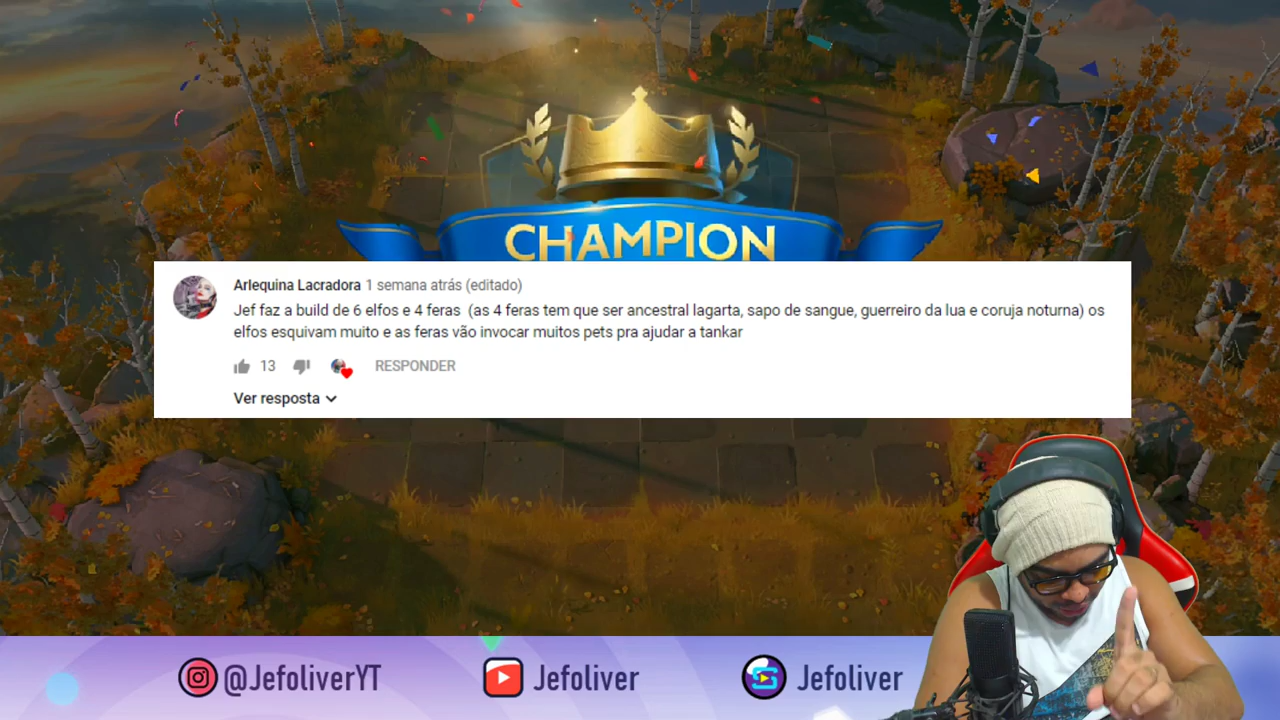 CHAMPION
Arlequina Lacradora 1 semana atrás (editado)
Jef faz a build de 6 elfos e 4 feras (as 4 feras tem que ser ancestral lagarta, sapo de sangue, guerreiro da lua e coruja noturna) os
elfos esquivam muito e as feras vão invocar muitos pets pra ajudar a tankar
13 RESPONDER
Ver resposta
@JefoliverYT Jefoliver Jefoliver